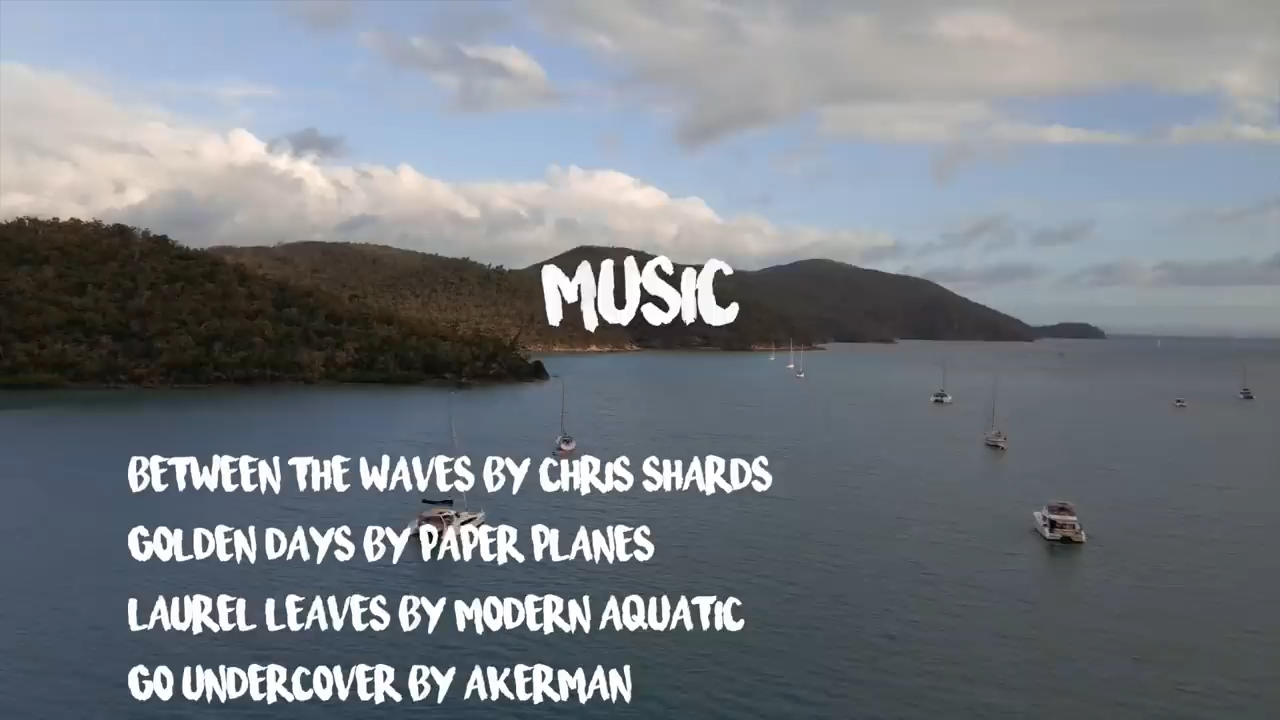 MUSIC
BETWEEN THE WAVES BY CHRIS SHARDS
GOLDEN DAYS BY PAPER PLANES
LAUREL LEAVES BY MODERN AQUATIC
GO UNDERCOVER BY AKERMAN